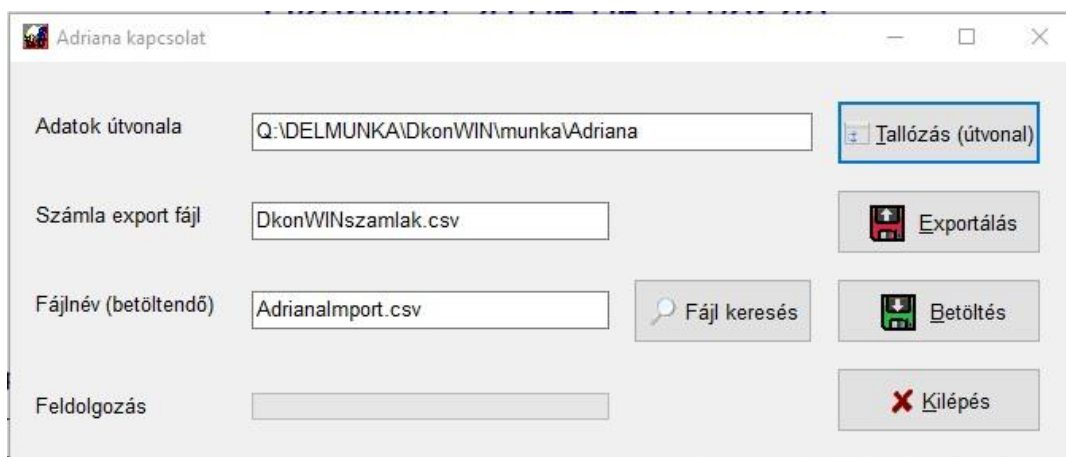 Adriana kapcsolat
Adatok útvonala
Q:\DELMUNKA\DkonWIN\munka\Adriana
Tallózás (útvonal)
Számla export fájl
DkonWINszamlak.csv
Exportálás
Fájlnév (betöltendő)
AdrianaImport.csv
Fájl keresés
Betöltés
Feldolgozás
Kilépés